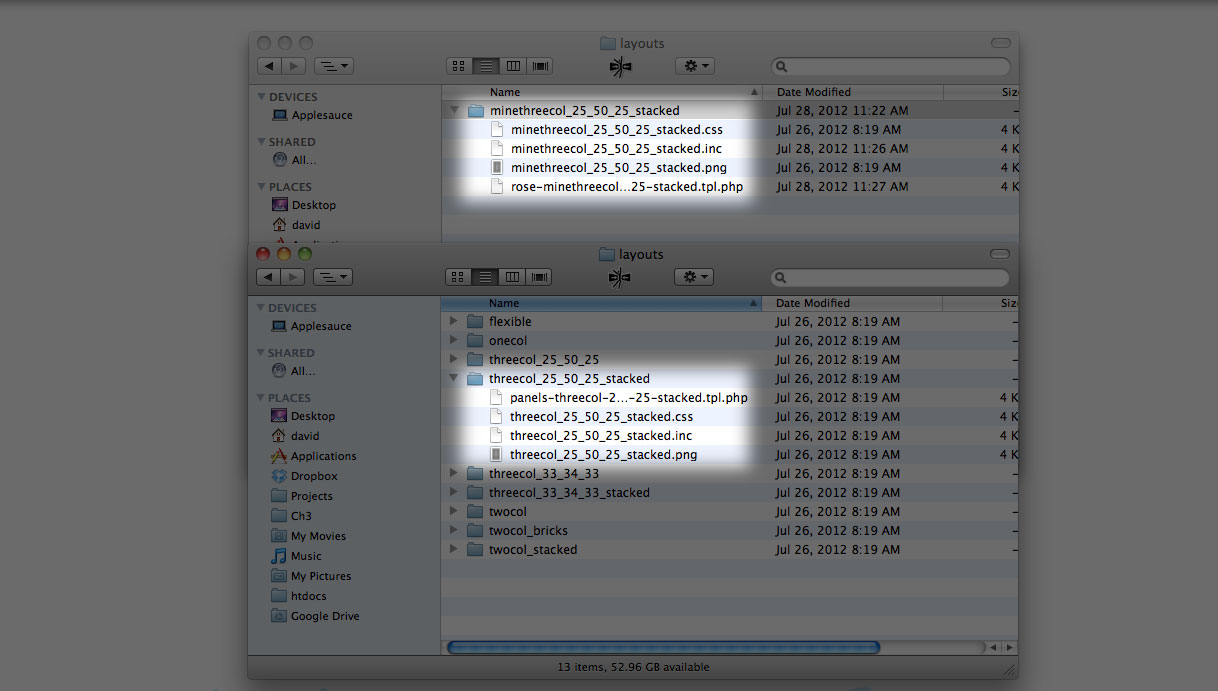 layouts
Name Date Modified Siz
DEVICES
Applesauce
SHARED
All...
PLACES
Desktop
david
minethreecol_25_50_25_stacked Jul 28, 2012 11:22 AM –
minethreecol_25_50_25_stacked.css Jul 26, 2012 8:19 AM 4 K
minethreecol_25_50_25_stacked.inc Jul 28, 2012 11:26 AM 4 K
minethreecol_25_50_25_stacked.png Jul 26, 2012 8:19 AM 4 K
rose-minethreecol...25-stacked.tpl.php Jul 28, 2012 11:27 AM 4 K
layouts
Name Date Modified Siz
DEVICES
Applesauce
SHARED
All...
PLACES
Desktop
david
Applications
Dropbox
Projects
Ch3
My Movies
Music
My Pictures
htdocs
Google Drive
flexible Jul 26, 2012 8:19 AM –
onecol Jul 26, 2012 8:19 AM –
threecol_25_50_25 Jul 26, 2012 8:19 AM –
threecol_25_50_25_stacked Jul 26, 2012 8:19 AM –
panels-threecol-2...-25-stacked.tpl.php Jul 26, 2012 8:19 AM 4 K
threecol_25_50_25_stacked.css Jul 26, 2012 8:19 AM 4 K
threecol_25_50_25_stacked.inc Jul 26, 2012 8:19 AM 4 K
threecol_25_50_25_stacked.png Jul 26, 2012 8:19 AM 4 K
threecol_33_34_33 Jul 26, 2012 8:19 AM –
threecol_33_34_33_stacked Jul 26, 2012 8:19 AM –
twocol Jul 26, 2012 8:19 AM –
twocol_bricks Jul 26, 2012 8:19 AM –
twocol_stacked Jul 26, 2012 8:19 AM –
13 items, 52.96 GB available